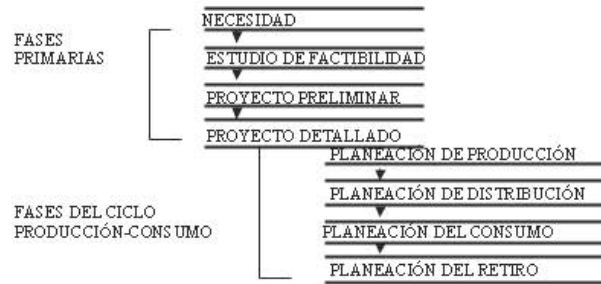 NECESIDAD
FASES
PRIMARIAS
ESTUDIO DE FACTIBILIDAD
PROYECTO PRELIMINAR
PROYECTO DETALLADO
PLANEACIÓN DE PRODUCCIÓN
PLANEACIÓN DE DISTRIBUCIÓN
FASES DEL CICLO
PRODUCCIÓN-CONSUMO
PLANEACIÓN DEL CONSUMO
PLANEACIÓN DEL RETIRO